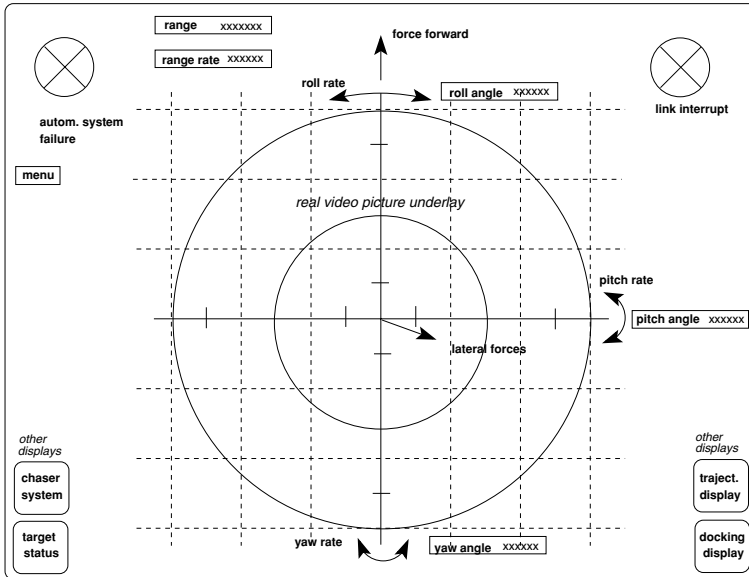 range xxxxxxx
range rate xxxxxx
force forward
roll rate
roll angle xxxxxx
autom. system
failure
link interrupt
menu
real video picture underlay
pitch rate
pitch angle xxxxxx
lateral forces
other
displays
chaser
system
target
status
other
displays
traject.
display
docking
display
yaw rate
yaw angle xxxxxx